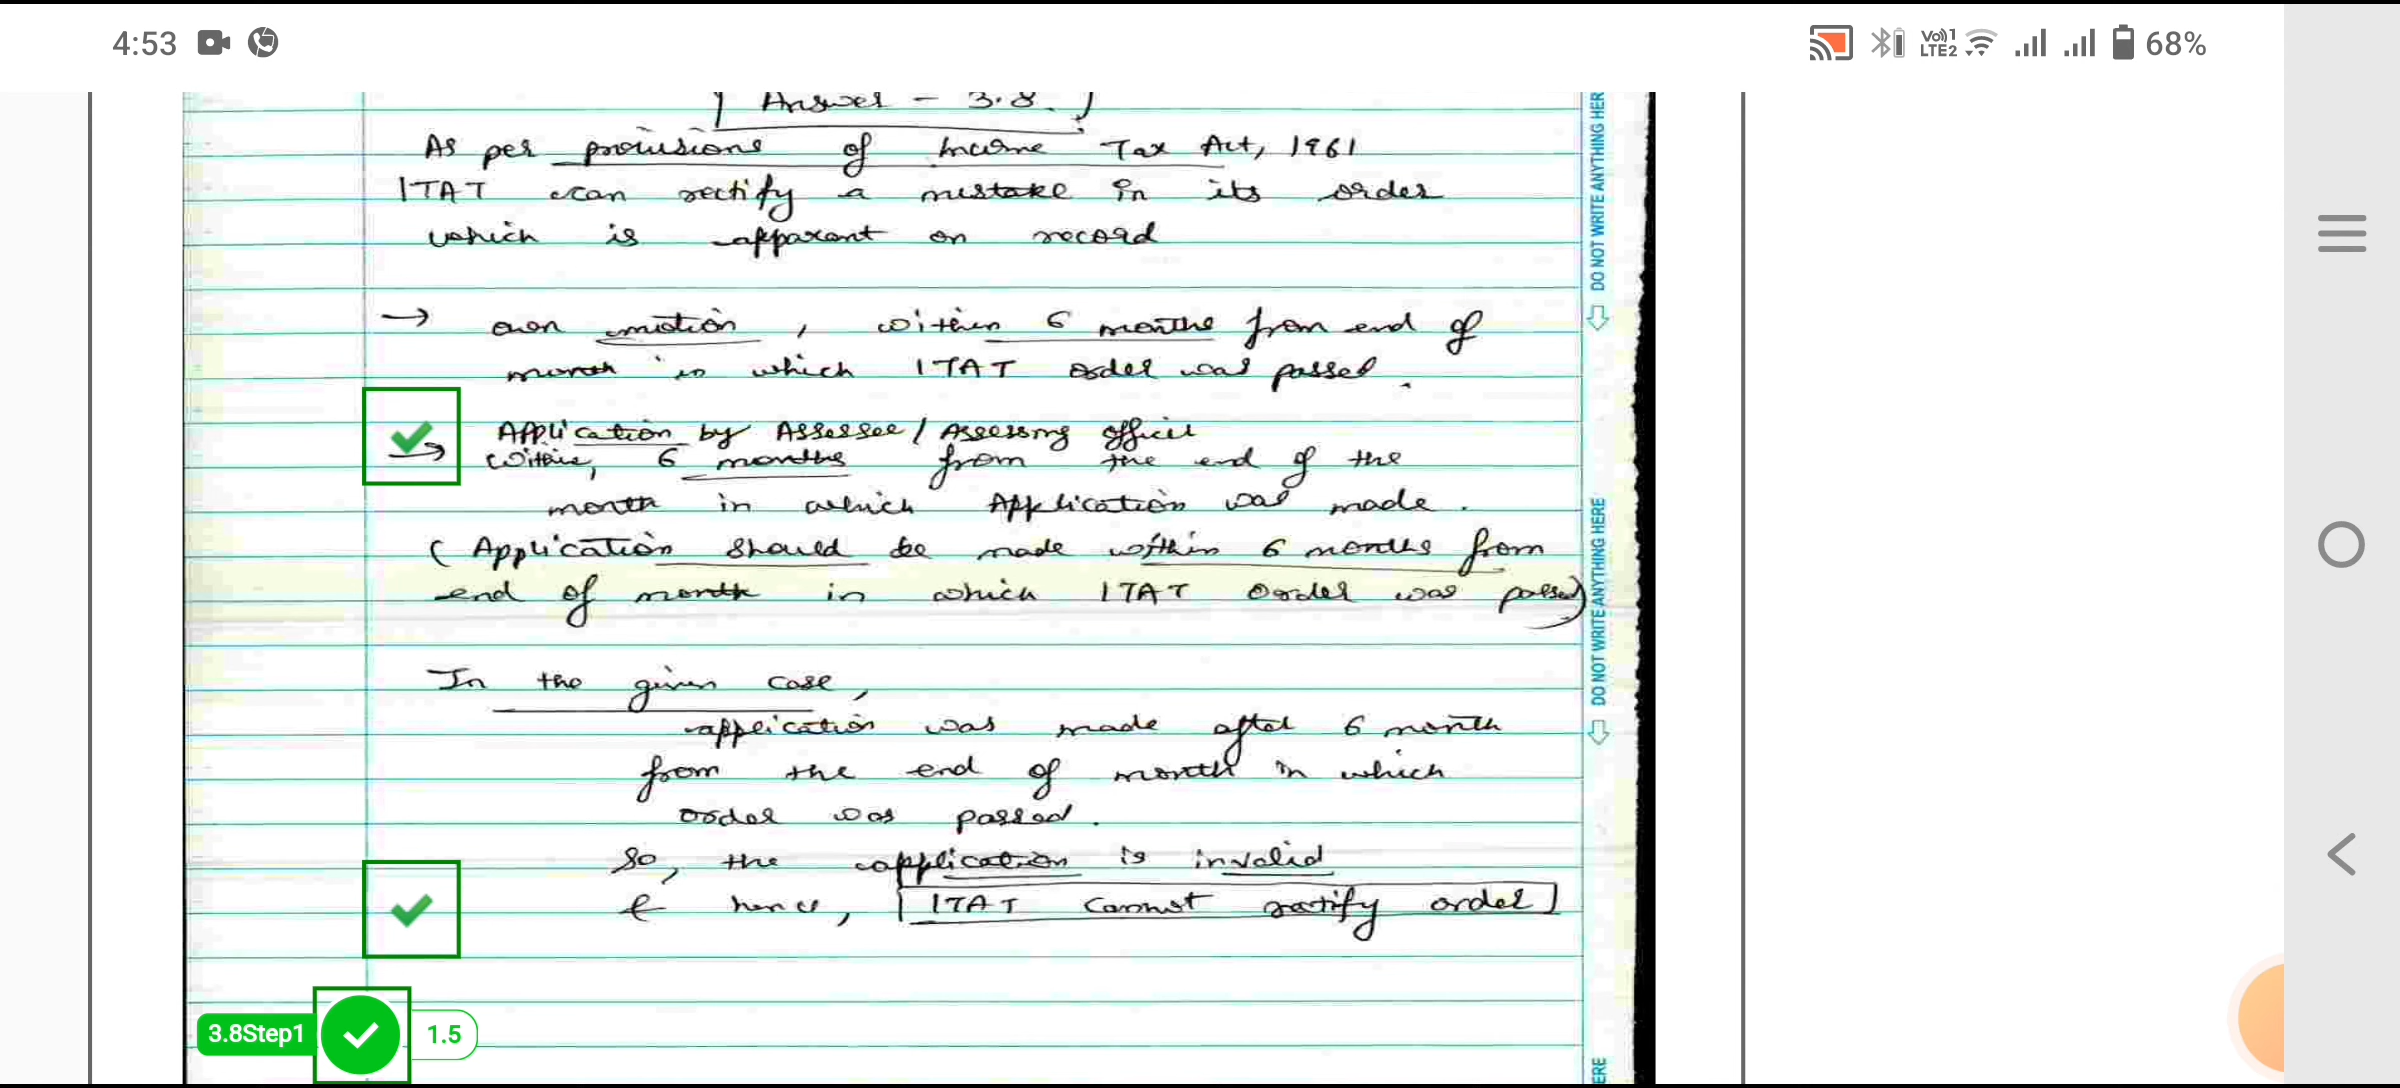 4:53
Vo)) 1
LTE2
68%
Answer - 3.8.
As per provisions of Income Tax Act, 1961
ITAT can rectify a mistake in its order
which is apparent on record
→ own motion, within 6 months from end of
month in which ITAT order was passed.
→ Application by Assessee / Assessing officer
within, 6 months from the end of the
month in which Application was made.
( Application should be made within 6 months from
end of month in which ITAT order was passed)
In the given case,
application was made after 6 month
from the end of month in which
order was passed.
So, the application is invalid
& hence, ITAT cannot rectify order
3.8Step1
1.5
DO NOT WRITE ANYTHING HER
DO NOT WRITE ANYTHING HERE
ERE